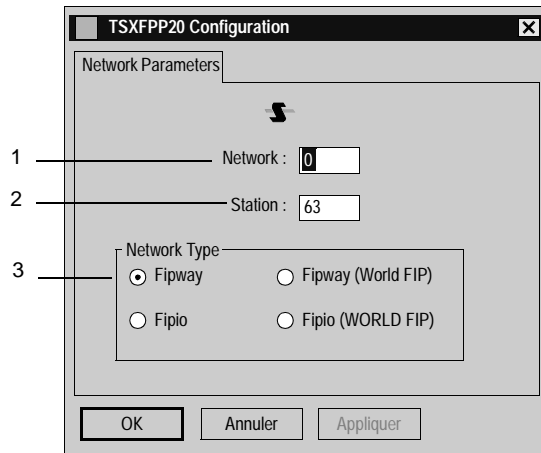 TSXFPP20 Configuration
Network Parameters
1 Network : 0
2 Station : 63
Network Type
3 Fipway Fipway (World FIP)
Fipio Fipio (WORLD FIP)
OK Annuler Appliquer